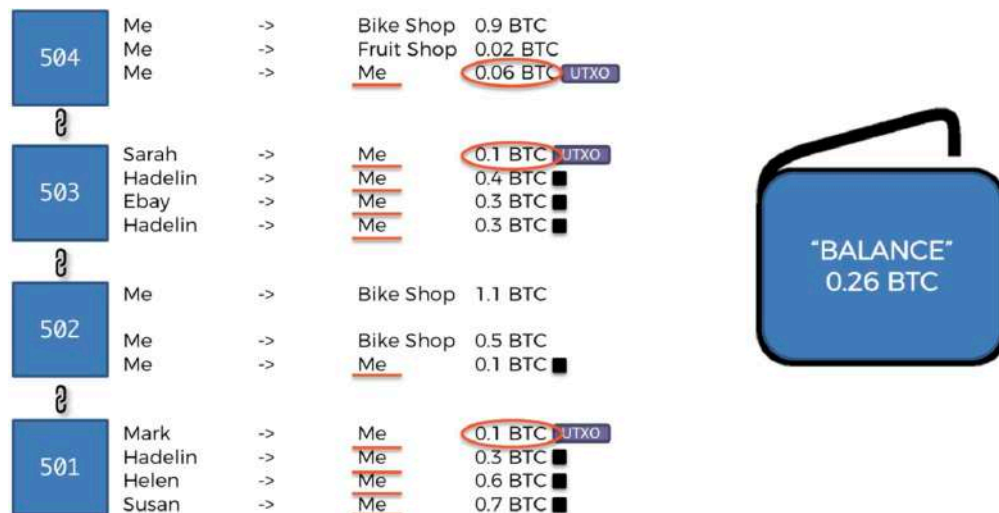 504
Me -> Bike Shop 0.9 BTC
Me -> Fruit Shop 0.02 BTC
Me -> Me 0.06 BTC UTXO
503
Sarah -> Me 0.1 BTC UTXO
Hadelin -> Me 0.4 BTC
Ebay -> Me 0.3 BTC
Hadelin -> Me 0.3 BTC
502
Me -> Bike Shop 1.1 BTC
Me -> Bike Shop 0.5 BTC
Me -> Me 0.1 BTC
501
Mark -> Me 0.1 BTC UTXO
Hadelin -> Me 0.3 BTC
Helen -> Me 0.6 BTC
Susan -> Me 0.7 BTC
“BALANCE”
0.26 BTC